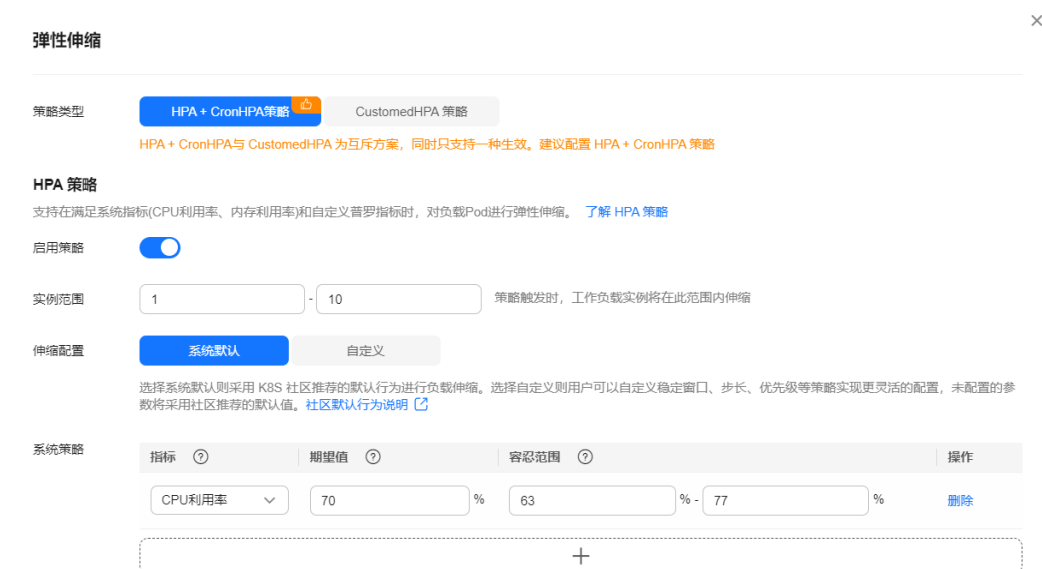 弹性伸缩
策略类型 HPA + CronHPA策略 CustomedHPA 策略
HPA + CronHPA与 CustomedHPA 为互斥方案，同时只支持一种生效。建议配置 HPA + CronHPA 策略
HPA 策略
支持在满足系统指标(CPU利用率、内存利用率)和自定义普罗指标时，对负载Pod进行弹性伸缩。 了解 HPA 策略
启用策略
实例范围 1 - 10 策略触发时，工作负载实例将在此范围内伸缩
伸缩配置 系统默认 自定义
选择系统默认则采用 K8S 社区推荐的默认行为进行负载伸缩。选择自定义则用户可以自定义稳定窗口、步长、优先级等策略实现更灵活的配置，未配置的参
数将采用社区推荐的默认值。社区默认行为说明
系统策略 指标 ? 期望值 ? 容忍范围 ? 操作
CPU利用率 70 % 63 % - 77 % 删除